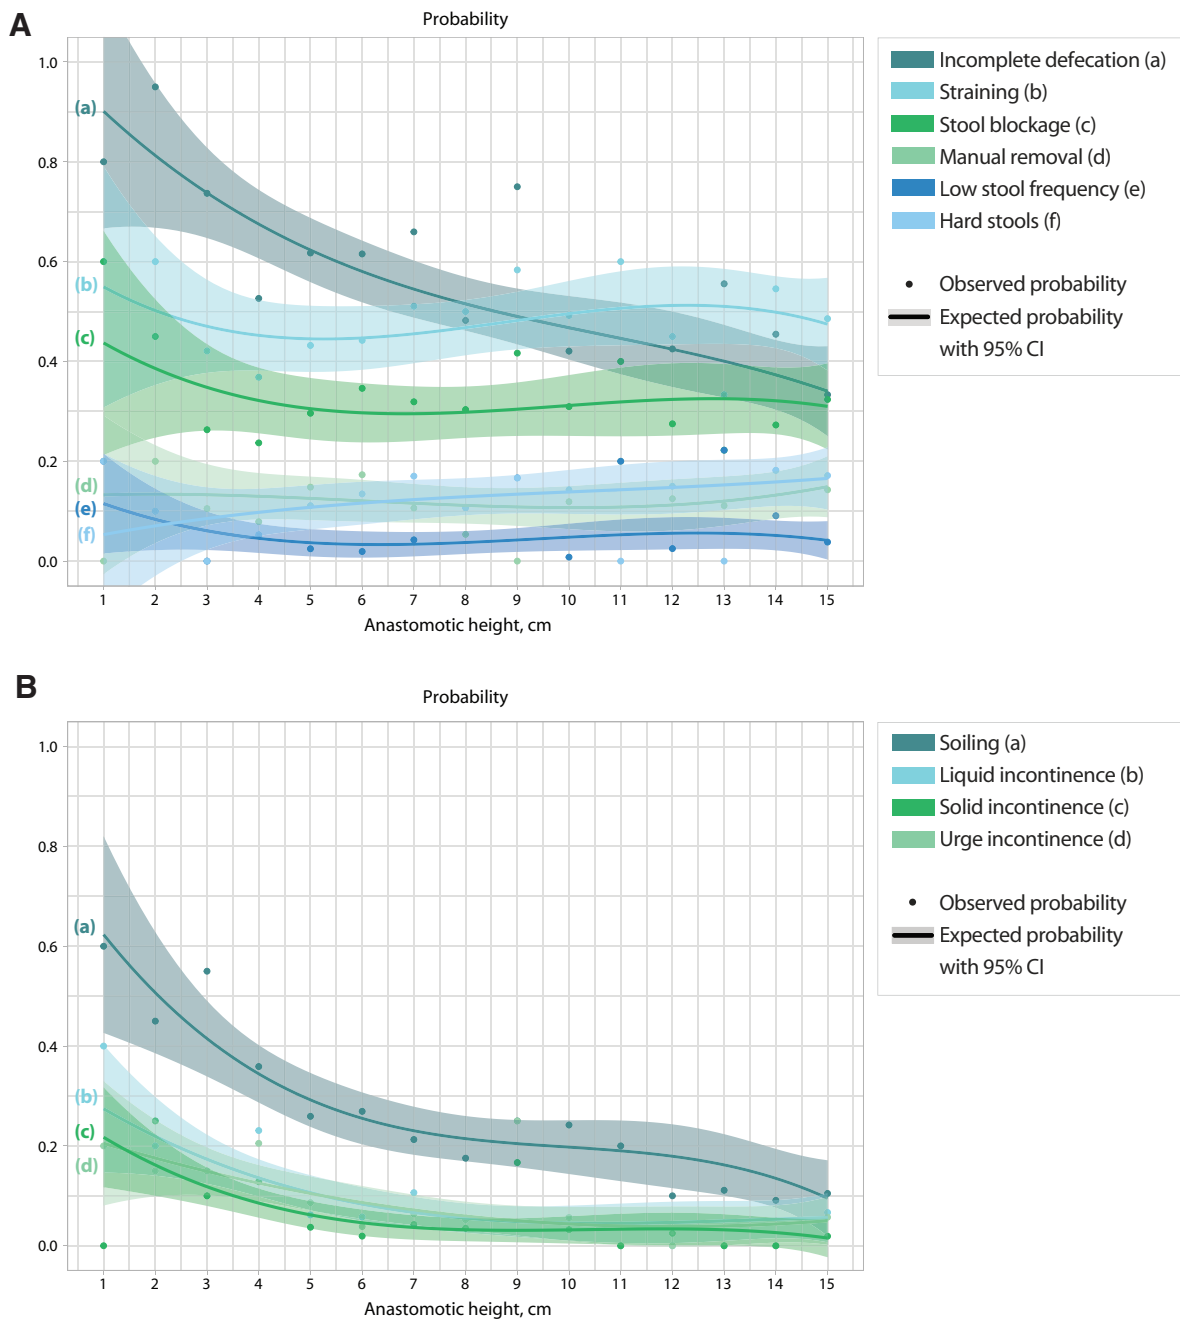 A
Probability
1.0
0.8
0.6
0.4
0.2
0.0
(a)
(b)
(c)
(d)
(e)
(f)
1 2 3 4 5 6 7 8 9 10 11 12 13 14 15
Anastomotic height, cm
Incomplete defecation (a)
Straining (b)
Stool blockage (c)
Manual removal (d)
Low stool frequency (e)
Hard stools (f)
Observed probability
Expected probability
with 95% CI
B
Probability
1.0
0.8
0.6
0.4
0.2
0.0
(a)
(b)
(c)
(d)
1 2 3 4 5 6 7 8 9 10 11 12 13 14 15
Anastomotic height, cm
Soiling (a)
Liquid incontinence (b)
Solid incontinence (c)
Urge incontinence (d)
Observed probability
Expected probability
with 95% CI